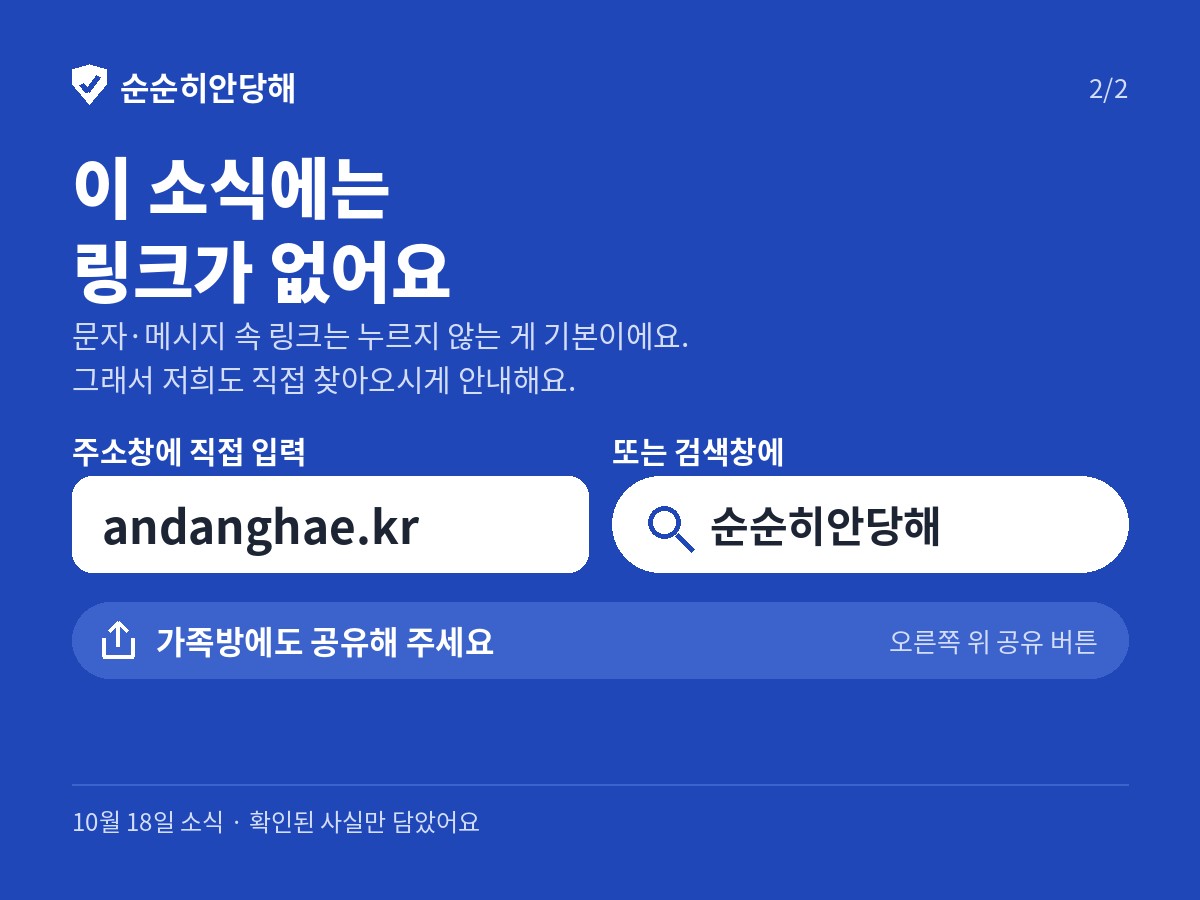 순순히안당해
2/2
이 소식에는
링크가 없어요
문자·메시지 속 링크는 누르지 않는 게 기본이에요.
그래서 저희도 직접 찾아오시게 안내해요.
주소창에 직접 입력
andanghae.kr
또는 검색창에
순순히안당해
가족방에도 공유해 주세요
오른쪽 위 공유 버튼
10월 18일 소식 · 확인된 사실만 담았어요